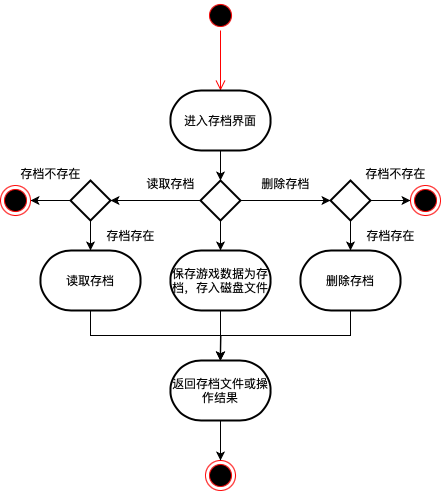 进入存档界面
存档不存在
读取存档
删除存档
存档不存在
存档存在
存档存在
读取存档
保存游戏数据为存
档，存入磁盘文件
删除存档
返回存档文件或操
作结果